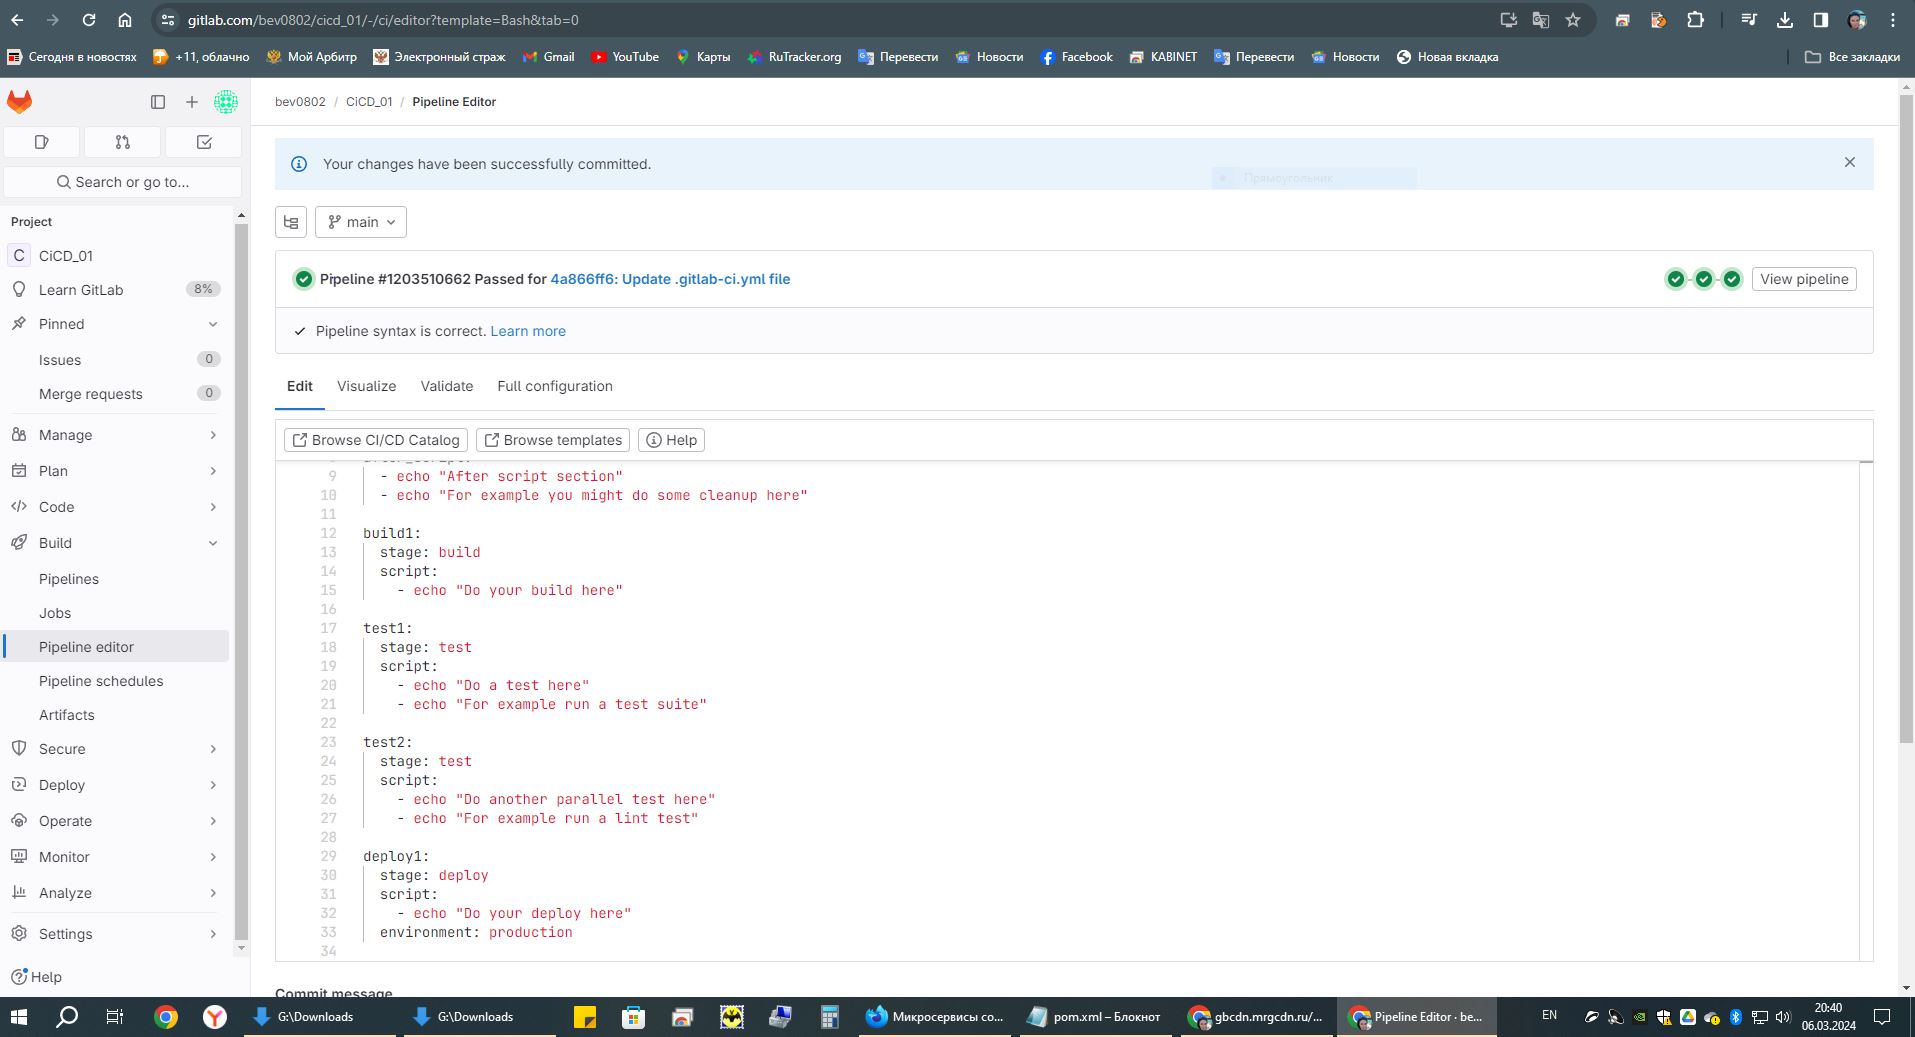 gitlab.com/bev0802/cicd_01/-/ci/editor?template=Bash&tab=0
Сегодня в новостях
+11, облачно
Мой Арбитр
Электронный страж
Gmail
YouTube
Карты
RuTracker.org
Перевести
Новости
Facebook
KABINET
Перевести
Новости
Новая вкладка
Все закладки
bev0802 / CiCD_01 / Pipeline Editor
Search or go to...
Project
C CiCD_01
Learn GitLab 8%
Pinned
Issues 0
Merge requests 0
Manage
Plan
Code
Build
Pipelines
Jobs
Pipeline editor
Pipeline schedules
Artifacts
Secure
Deploy
Operate
Monitor
Analyze
Settings
Help
Your changes have been successfully committed.
Прямоугольник
main
Pipeline #1203510662 Passed for 4a866ff6: Update .gitlab-ci.yml file
View pipeline
Pipeline syntax is correct. Learn more
Edit Visualize Validate Full configuration
Browse CI/CD Catalog Browse templates Help
9 - echo "After script section"
10 - echo "For example you might do some cleanup here"
11
12 build1:
13 stage: build
14 script:
15 - echo "Do your build here"
16
17 test1:
18 stage: test
19 script:
20 - echo "Do a test here"
21 - echo "For example run a test suite"
22
23 test2:
24 stage: test
25 script:
26 - echo "Do another parallel test here"
27 - echo "For example run a lint test"
28
29 deploy1:
30 stage: deploy
31 script:
32 - echo "Do your deploy here"
33 environment: production
34
Commit message
G:\Downloads
G:\Downloads
Микросервисы со...
pom.xml – Блокнот
gbcdn.mrgcdn.ru/...
Pipeline Editor · be...
EN
20:40
06.03.2024